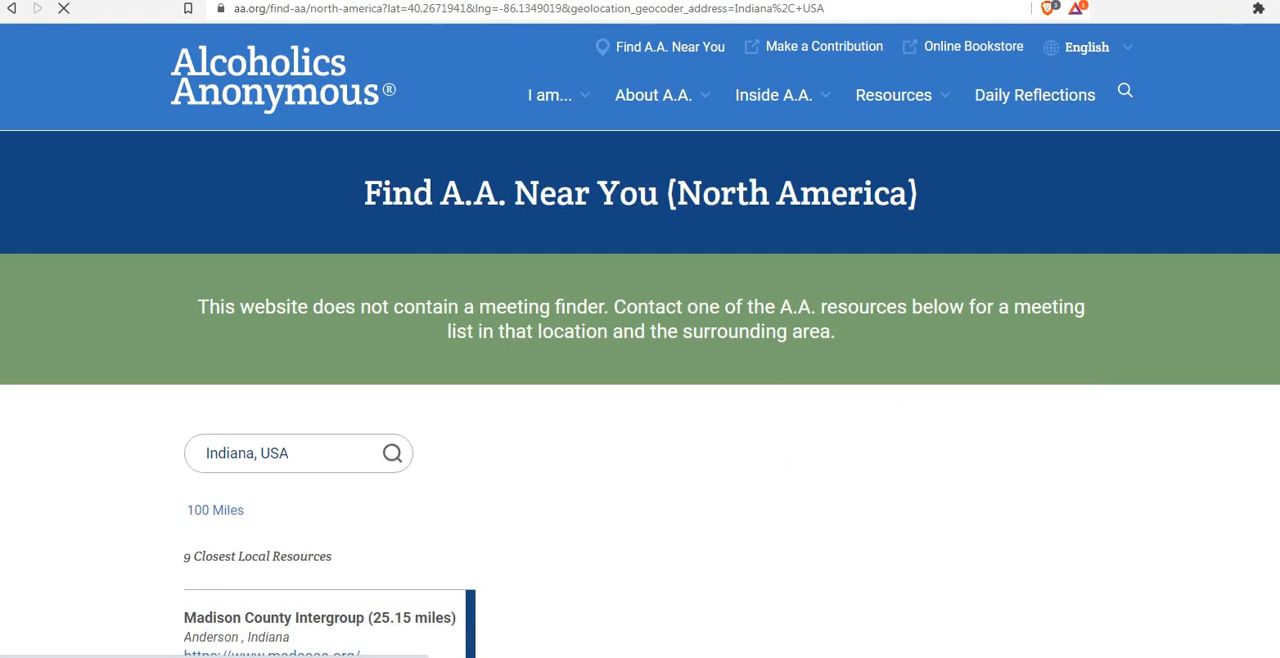 aa.org/find-aa/north-america?lat=40.2671941&lng=-86.1349019&geolocation_geocoder_address=Indiana%2C+USA
3
1
Alcoholics
Anonymous®
Find A.A. Near You
Make a Contribution
Online Bookstore
English
I am...
About A.A.
Inside A.A.
Resources
Daily Reflections
Find A.A. Near You (North America)
This website does not contain a meeting finder. Contact one of the A.A. resources below for a meeting
list in that location and the surrounding area.
Indiana, USA
100 Miles
9 Closest Local Resources
Madison County Intergroup (25.15 miles)
Anderson , Indiana